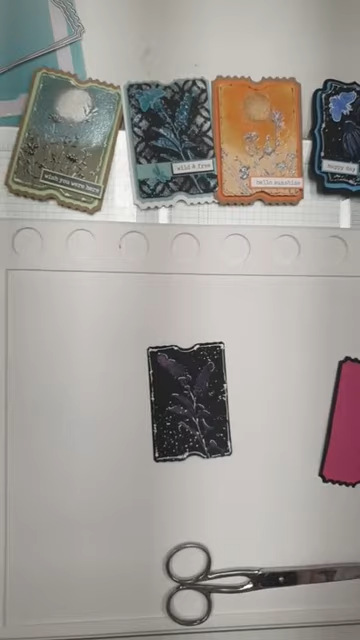 wish you were here
wild & free
hello sunshine
happy day